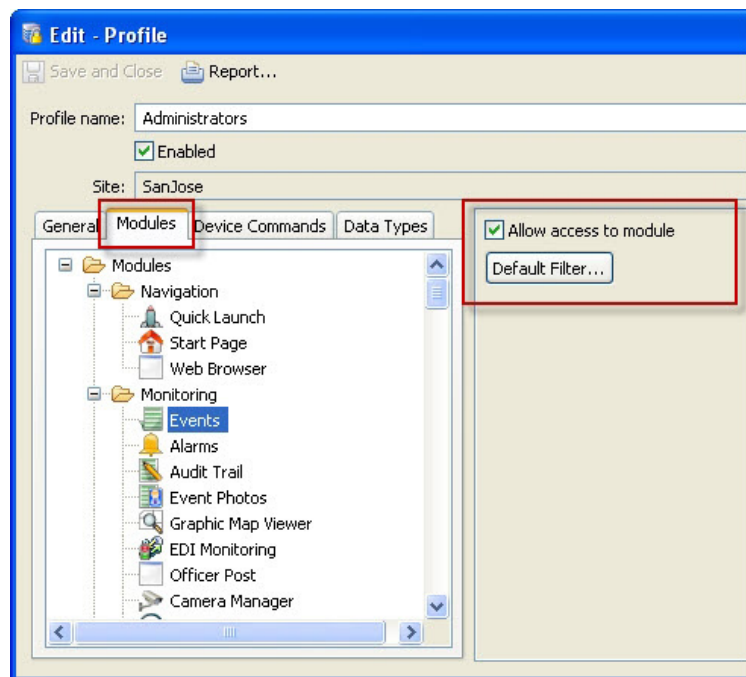 Edit - Profile
Save and Close Report...
Profile name: Administrators
Enabled
Site: SanJose
General Modules Device Commands Data Types
Allow access to module
Default Filter...
Modules
Navigation
Quick Launch
Start Page
Web Browser
Monitoring
Events
Alarms
Audit Trail
Event Photos
Graphic Map Viewer
EDI Monitoring
Officer Post
Camera Manager